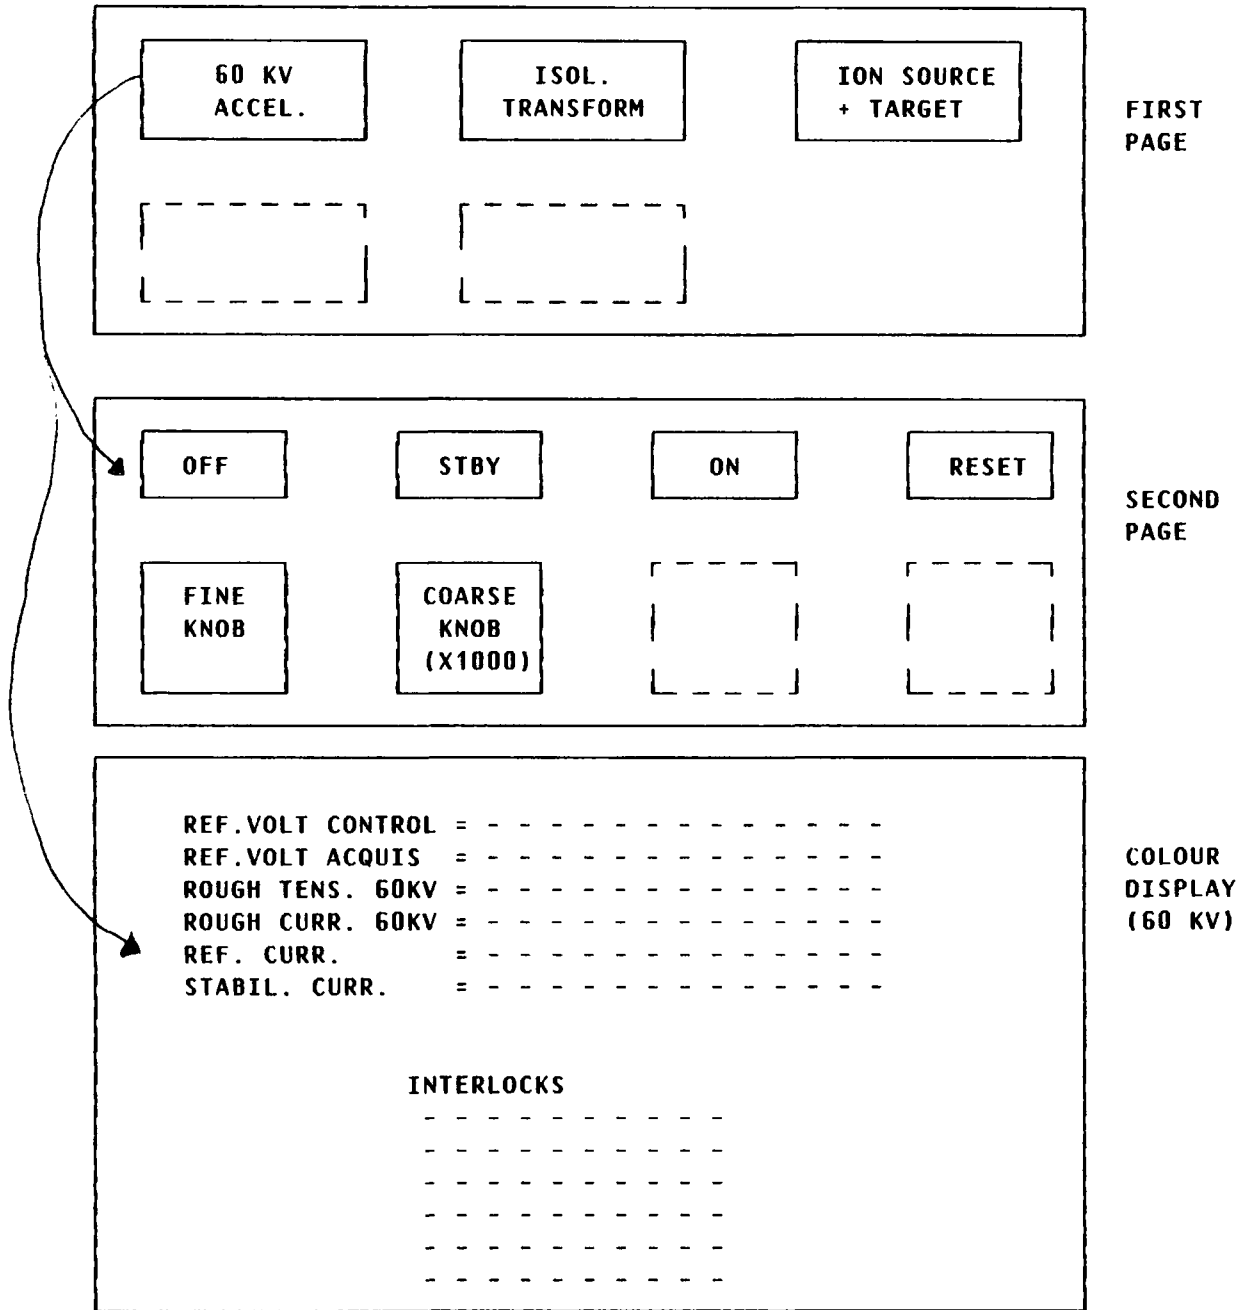 60 KV
ACCEL.
ISOL.
TRANSFORM
ION SOURCE
+ TARGET
FIRST
PAGE
OFF
STBY
ON
RESET
SECOND
PAGE
FINE
KNOB
COARSE
KNOB
(X1000)
REF.VOLT CONTROL = - - - - - - - - - - - - - -
REF.VOLT ACQUIS = - - - - - - - - - - - - - -
ROUGH TENS. 60KV = - - - - - - - - - - - - - -
ROUGH CURR. 60KV = - - - - - - - - - - - - - -
REF. CURR. = - - - - - - - - - - - - - -
STABIL. CURR. = - - - - - - - - - - - - - -
COLOUR
DISPLAY
(60 KV)
INTERLOCKS
- - - - - - - - - -
- - - - - - - - - -
- - - - - - - - - -
- - - - - - - - - -
- - - - - - - - - -
- - - - - - - - - -